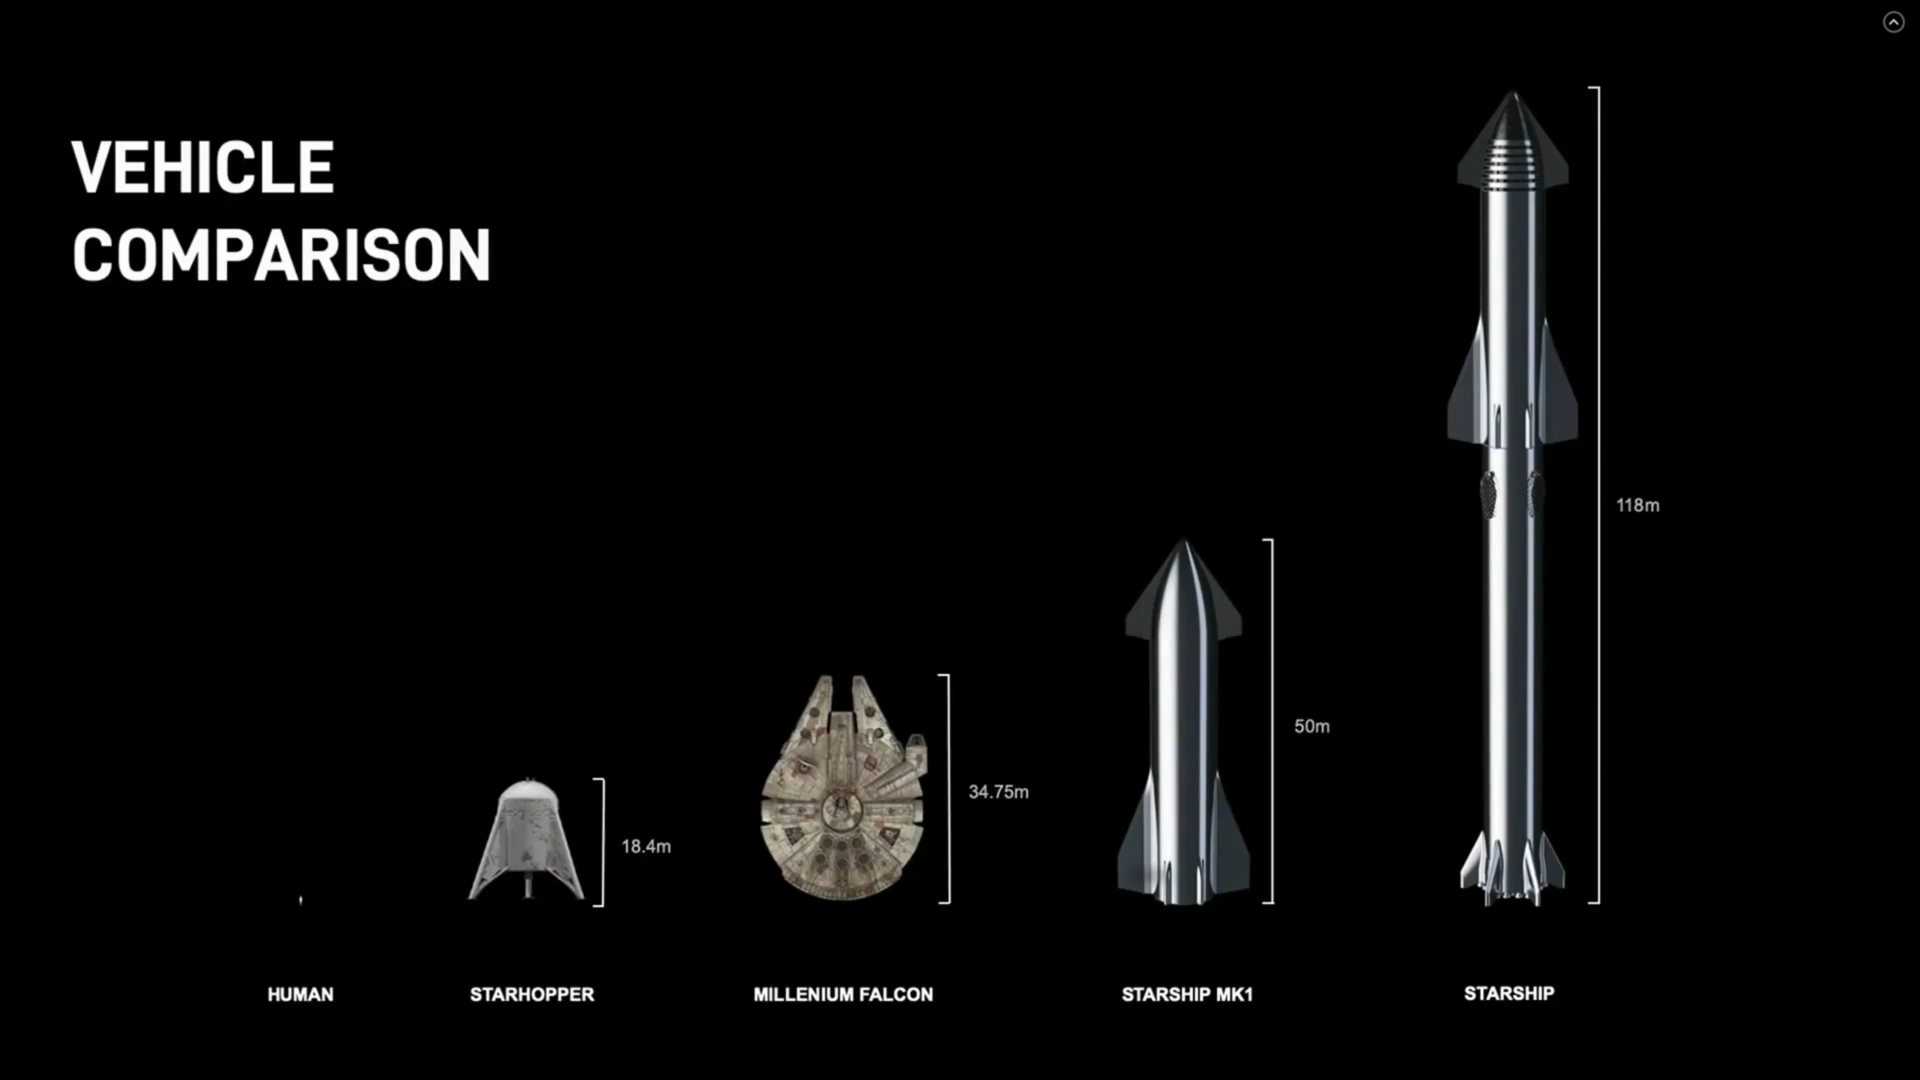 VEHICLE
COMPARISON
118m
50m
34.75m
18.4m
HUMAN
STARHOPPER
MILLENIUM FALCON
STARSHIP MK1
STARSHIP